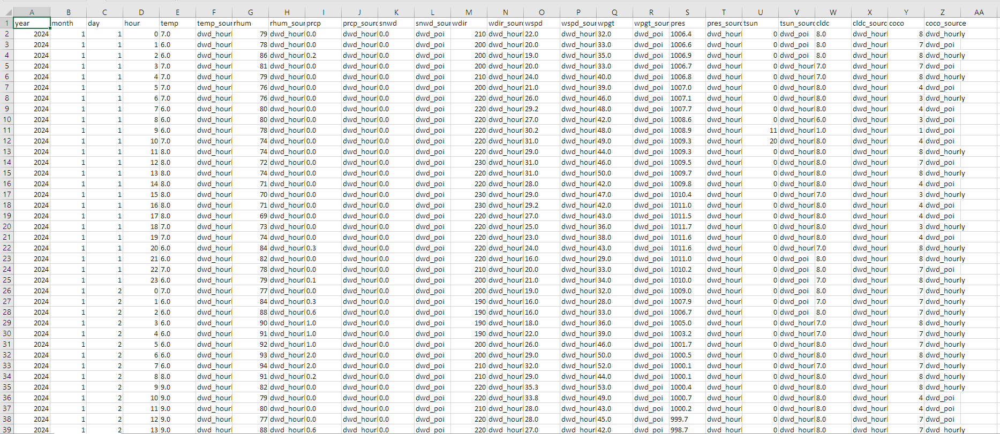 A B C D E F G H I J K L M N O P Q R S T U V W X Y Z AA
1 year month day hour temp temp_sour rhum rhum_sour prcp prcp_sourc snwd snwd_sour wdir wdir_sourc wspd wspd_sour wpgt wpgt_sour pres pres_sourc tsun tsun_sourc cldc cldc_sourc coco coco_source
2 2024 1 1 0 7.0 dwd_hourl 79 dwd_hourl 0.0 dwd_hourl 0.0 dwd_poi 210 dwd_hourl 22.0 dwd_hourl 32.0 dwd_poi 1006.4 dwd_hourl 0 dwd_poi 8.0 dwd_hourl 8 dwd_hourly
3 2024 1 1 1 6.0 dwd_hourl 78 dwd_hourl 0.0 dwd_hourl 0.0 dwd_poi 200 dwd_hourl 20.0 dwd_hourl 33.0 dwd_poi 1006.6 dwd_hourl 0 dwd_poi 8.0 dwd_hourl 7 dwd_poi
4 2024 1 1 2 6.0 dwd_hourl 86 dwd_hourl 0.2 dwd_hourl 0.0 dwd_poi 200 dwd_hourl 19.0 dwd_hourl 35.0 dwd_poi 1006.9 dwd_hourl 0 dwd_poi 8.0 dwd_hourl 8 dwd_hourly
5 2024 1 1 3 7.0 dwd_hourl 81 dwd_hourl 0.0 dwd_hourl 0.0 dwd_poi 200 dwd_hourl 20.0 dwd_hourl 33.0 dwd_poi 1006.7 dwd_hourl 0 dwd_hourl 7.0 dwd_hourl 7 dwd_poi
6 2024 1 1 4 7.0 dwd_hourl 79 dwd_hourl 0.0 dwd_hourl 0.0 dwd_poi 210 dwd_hourl 24.0 dwd_hourl 40.0 dwd_poi 1006.8 dwd_hourl 0 dwd_hourl 7.0 dwd_hourl 8 dwd_hourly
7 2024 1 1 5 7.0 dwd_hourl 76 dwd_hourl 0.0 dwd_hourl 0.0 dwd_poi 200 dwd_hourl 21.0 dwd_hourl 39.0 dwd_poi 1007.0 dwd_hourl 0 dwd_hourl 8.0 dwd_hourl 4 dwd_poi
8 2024 1 1 6 7.0 dwd_hourl 76 dwd_hourl 0.0 dwd_hourl 0.0 dwd_poi 220 dwd_hourl 26.0 dwd_hourl 46.0 dwd_poi 1007.1 dwd_hourl 0 dwd_hourl 8.0 dwd_hourl 3 dwd_hourly
9 2024 1 1 7 6.0 dwd_hourl 80 dwd_hourl 0.0 dwd_hourl 0.0 dwd_poi 220 dwd_hourl 29.2 dwd_hourl 48.0 dwd_poi 1007.7 dwd_hourl 0 dwd_hourl 8.0 dwd_hourl 4 dwd_poi
10 2024 1 1 8 6.0 dwd_hourl 80 dwd_hourl 0.0 dwd_hourl 0.0 dwd_poi 220 dwd_hourl 27.0 dwd_hourl 42.0 dwd_poi 1008.6 dwd_hourl 0 dwd_hourl 6.0 dwd_hourl 3 dwd_poi
11 2024 1 1 9 6.0 dwd_hourl 78 dwd_hourl 0.0 dwd_hourl 0.0 dwd_poi 220 dwd_hourl 30.2 dwd_hourl 48.0 dwd_poi 1008.9 dwd_hourl 11 dwd_hourl 1.0 dwd_hourl 1 dwd_poi
12 2024 1 1 10 7.0 dwd_hourl 74 dwd_hourl 0.0 dwd_hourl 0.0 dwd_poi 220 dwd_hourl 31.0 dwd_hourl 49.0 dwd_poi 1009.3 dwd_hourl 20 dwd_hourl 8.0 dwd_hourl 4 dwd_poi
13 2024 1 1 11 8.0 dwd_hourl 74 dwd_hourl 0.0 dwd_hourl 0.0 dwd_poi 220 dwd_hourl 29.0 dwd_hourl 44.0 dwd_poi 1009.3 dwd_hourl 0 dwd_hourl 8.0 dwd_hourl 8 dwd_hourly
14 2024 1 1 12 8.0 dwd_hourl 72 dwd_hourl 0.0 dwd_hourl 0.0 dwd_poi 230 dwd_hourl 31.0 dwd_hourl 46.0 dwd_poi 1009.5 dwd_hourl 0 dwd_hourl 8.0 dwd_hourl 7 dwd_poi
15 2024 1 1 13 8.0 dwd_hourl 74 dwd_hourl 0.0 dwd_hourl 0.0 dwd_poi 220 dwd_hourl 31.0 dwd_hourl 50.0 dwd_poi 1009.7 dwd_hourl 0 dwd_hourl 8.0 dwd_hourl 8 dwd_hourly
16 2024 1 1 14 8.0 dwd_hourl 71 dwd_hourl 0.0 dwd_hourl 0.0 dwd_poi 220 dwd_hourl 28.0 dwd_hourl 42.0 dwd_poi 1009.8 dwd_hourl 0 dwd_hourl 8.0 dwd_hourl 4 dwd_poi
17 2024 1 1 15 8.0 dwd_hourl 70 dwd_hourl 0.0 dwd_hourl 0.0 dwd_poi 230 dwd_hourl 29.0 dwd_hourl 47.0 dwd_poi 1010.4 dwd_hourl 0 dwd_hourl 7.0 dwd_hourl 3 dwd_hourly
18 2024 1 1 16 8.0 dwd_hourl 71 dwd_hourl 0.0 dwd_hourl 0.0 dwd_poi 230 dwd_hourl 29.2 dwd_hourl 42.0 dwd_poi 1011.0 dwd_hourl 0 dwd_hourl 8.0 dwd_hourl 4 dwd_poi
19 2024 1 1 17 8.0 dwd_hourl 69 dwd_hourl 0.0 dwd_hourl 0.0 dwd_poi 220 dwd_hourl 27.0 dwd_hourl 43.0 dwd_poi 1011.5 dwd_hourl 0 dwd_hourl 8.0 dwd_hourl 4 dwd_poi
20 2024 1 1 18 7.0 dwd_hourl 73 dwd_hourl 0.0 dwd_hourl 0.0 dwd_poi 220 dwd_hourl 25.0 dwd_hourl 36.0 dwd_poi 1011.7 dwd_hourl 0 dwd_hourl 8.0 dwd_hourl 3 dwd_hourly
21 2024 1 1 19 7.0 dwd_hourl 74 dwd_hourl 0.0 dwd_hourl 0.0 dwd_poi 220 dwd_hourl 23.0 dwd_hourl 38.0 dwd_poi 1011.6 dwd_hourl 0 dwd_hourl 8.0 dwd_hourl 4 dwd_poi
22 2024 1 1 20 6.0 dwd_hourl 84 dwd_hourl 0.3 dwd_hourl 0.0 dwd_poi 220 dwd_hourl 24.0 dwd_hourl 43.0 dwd_poi 1011.6 dwd_hourl 0 dwd_hourl 7.0 dwd_hourl 8 dwd_hourly
23 2024 1 1 21 6.0 dwd_hourl 82 dwd_hourl 0.0 dwd_hourl 0.0 dwd_poi 220 dwd_hourl 16.0 dwd_hourl 29.0 dwd_poi 1011.0 dwd_hourl 0 dwd_poi 8.0 dwd_hourl 8 dwd_hourly
24 2024 1 1 22 7.0 dwd_hourl 78 dwd_hourl 0.0 dwd_hourl 0.0 dwd_poi 210 dwd_hourl 20.0 dwd_hourl 33.0 dwd_poi 1010.2 dwd_hourl 0 dwd_poi 8.0 dwd_hourl 7 dwd_poi
25 2024 1 1 23 6.0 dwd_hourl 79 dwd_hourl 0.1 dwd_hourl 0.0 dwd_poi 200 dwd_hourl 21.0 dwd_hourl 34.0 dwd_poi 1010.0 dwd_hourl 0 dwd_poi 7.0 dwd_hourl 8 dwd_hourly
26 2024 1 2 0 7.0 dwd_hourl 77 dwd_hourl 0.0 dwd_hourl 0.0 dwd_poi 200 dwd_hourl 19.0 dwd_hourl 32.0 dwd_poi 1009.0 dwd_hourl 0 dwd_poi 8.0 dwd_hourl 7 dwd_hourly
27 2024 1 2 1 6.0 dwd_hourl 84 dwd_hourl 0.3 dwd_hourl 0.0 dwd_poi 190 dwd_hourl 16.0 dwd_hourl 28.0 dwd_poi 1007.9 dwd_hourl 0 dwd_poi 7.0 dwd_hourl 7 dwd_hourly
28 2024 1 2 2 6.0 dwd_hourl 88 dwd_hourl 0.6 dwd_hourl 0.0 dwd_poi 190 dwd_hourl 16.0 dwd_hourl 33.0 dwd_poi 1006.7 dwd_hourl 0 dwd_poi 8.0 dwd_hourl 7 dwd_hourly
29 2024 1 2 3 6.0 dwd_hourl 90 dwd_hourl 1.0 dwd_hourl 0.0 dwd_poi 190 dwd_hourl 18.0 dwd_hourl 36.0 dwd_poi 1005.0 dwd_hourl 0 dwd_hourl 7.0 dwd_hourl 8 dwd_hourly
30 2024 1 2 4 6.0 dwd_hourl 91 dwd_hourl 1.0 dwd_hourl 0.0 dwd_poi 190 dwd_hourl 22.0 dwd_hourl 39.0 dwd_poi 1003.2 dwd_hourl 0 dwd_hourl 7.0 dwd_hourl 7 dwd_hourly
31 2024 1 2 5 6.0 dwd_hourl 92 dwd_hourl 1.0 dwd_hourl 0.0 dwd_poi 200 dwd_hourl 26.0 dwd_hourl 46.0 dwd_poi 1001.7 dwd_hourl 0 dwd_hourl 8.0 dwd_hourl 7 dwd_hourly
32 2024 1 2 6 6.0 dwd_hourl 93 dwd_hourl 2.0 dwd_hourl 0.0 dwd_poi 200 dwd_hourl 29.0 dwd_hourl 50.0 dwd_poi 1000.5 dwd_hourl 0 dwd_hourl 8.0 dwd_hourl 8 dwd_hourly
33 2024 1 2 7 6.0 dwd_hourl 94 dwd_hourl 2.0 dwd_hourl 0.0 dwd_poi 210 dwd_hourl 32.0 dwd_hourl 52.0 dwd_poi 1000.1 dwd_hourl 0 dwd_hourl 7.0 dwd_hourl 7 dwd_hourly
34 2024 1 2 8 8.0 dwd_hourl 91 dwd_hourl 0.2 dwd_hourl 0.0 dwd_poi 210 dwd_hourl 29.0 dwd_hourl 44.0 dwd_poi 1000.1 dwd_hourl 0 dwd_hourl 8.0 dwd_hourl 8 dwd_hourly
35 2024 1 2 9 9.0 dwd_hourl 82 dwd_hourl 0.0 dwd_hourl 0.0 dwd_poi 220 dwd_hourl 35.3 dwd_hourl 53.0 dwd_poi 1000.4 dwd_hourl 0 dwd_hourl 8.0 dwd_hourl 8 dwd_hourly
36 2024 1 2 10 9.0 dwd_hourl 79 dwd_hourl 0.0 dwd_hourl 0.0 dwd_poi 220 dwd_hourl 33.8 dwd_hourl 49.0 dwd_poi 1000.7 dwd_hourl 0 dwd_hourl 8.0 dwd_hourl 4 dwd_poi
37 2024 1 2 11 9.0 dwd_hourl 80 dwd_hourl 0.0 dwd_hourl 0.0 dwd_poi 210 dwd_hourl 28.0 dwd_hourl 43.0 dwd_poi 1000.2 dwd_hourl 0 dwd_hourl 8.0 dwd_hourl 4 dwd_poi
38 2024 1 2 12 9.0 dwd_hourl 77 dwd_hourl 0.0 dwd_hourl 0.0 dwd_poi 220 dwd_hourl 28.0 dwd_hourl 45.0 dwd_poi 999.7 dwd_hourl 0 dwd_hourl 8.0 dwd_hourl 7 dwd_poi
39 2024 1 2 13 9.0 dwd_hourl 88 dwd_hourl 0.6 dwd_hourl 0.0 dwd_poi 220 dwd_hourl 27.0 dwd_hourl 42.0 dwd_poi 998.7 dwd_hourl 0 dwd_hourl 8.0 dwd_hourl 8 dwd_hourly